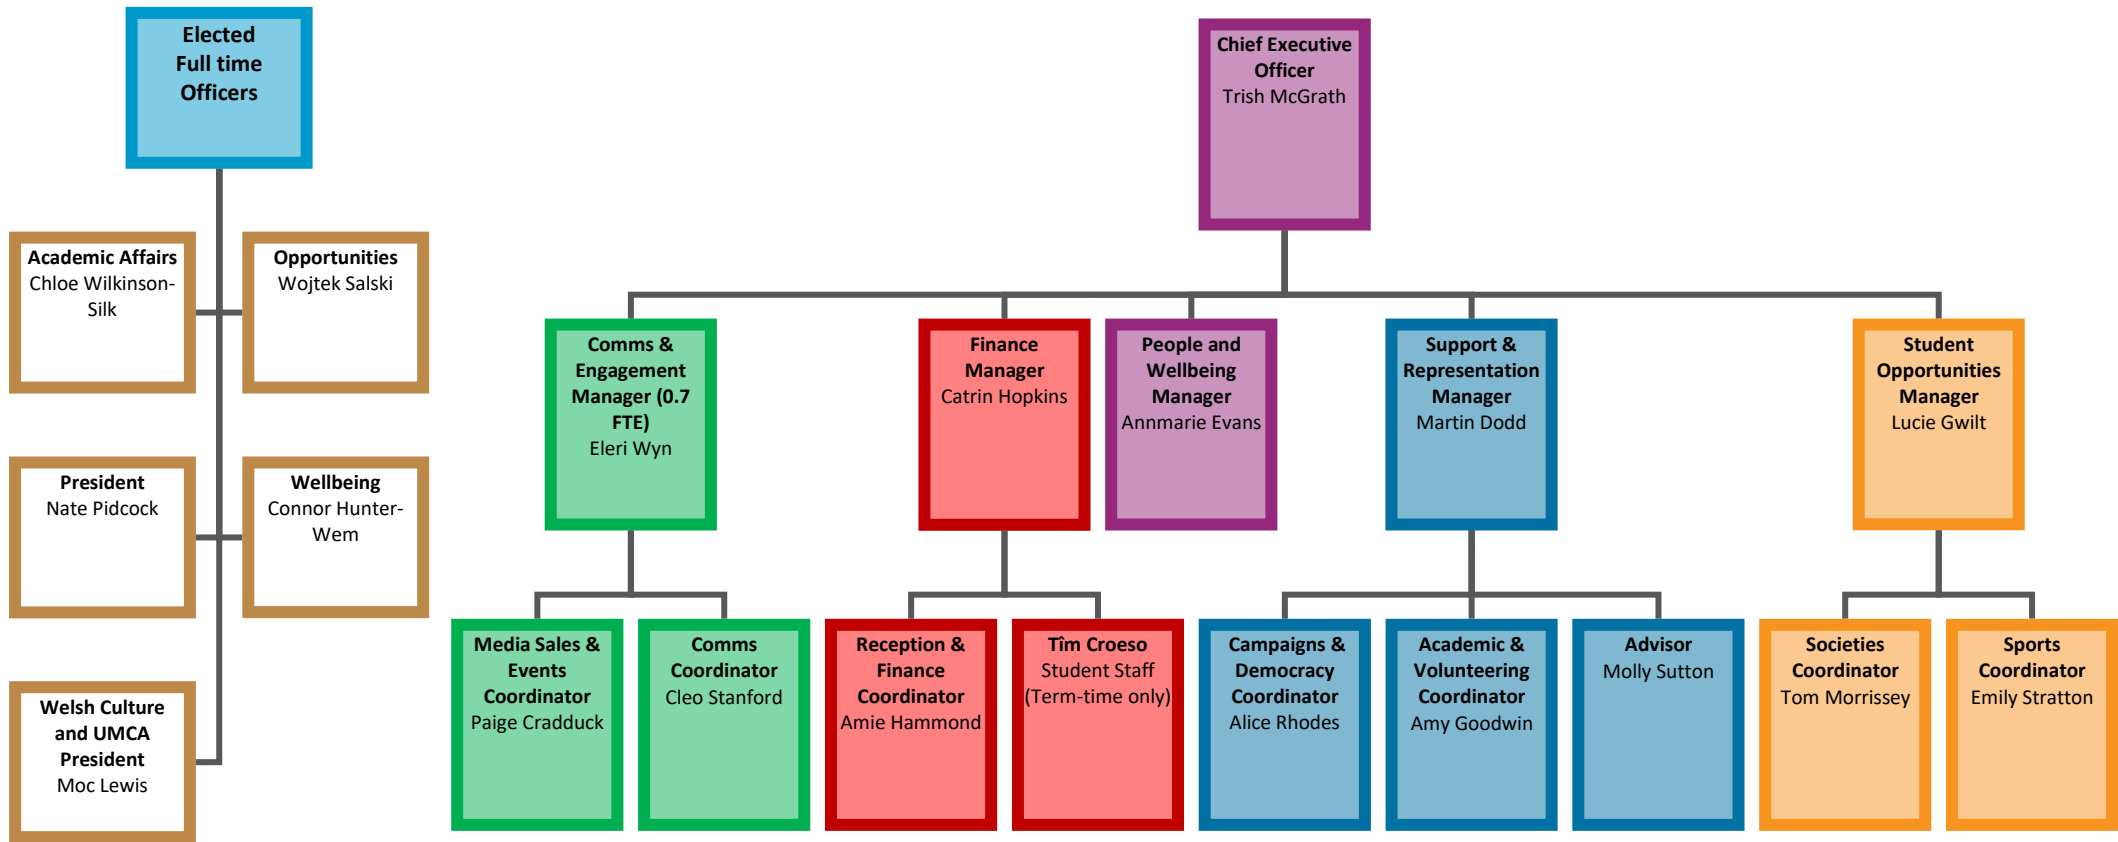 Elected
Full time
Officers
Academic Affairs
Chloe Wilkinson-
Silk
Opportunities
Wojtek Salski
President
Nate Pidcock
Wellbeing
Connor Hunter-
Wem
Welsh Culture
and UMCA
President
Moc Lewis
Chief Executive
Officer
Trish McGrath
Comms &
Engagement
Manager (0.7
FTE)
Eleri Wyn
Finance
Manager
Catrin Hopkins
People and
Wellbeing
Manager
Annmarie Evans
Support &
Representation
Manager
Martin Dodd
Student
Opportunities
Manager
Lucie Gwilt
Media Sales &
Events
Coordinator
Paige Cradduck
Comms
Coordinator
Cleo Stanford
Reception &
Finance
Coordinator
Amie Hammond
Tîm Croeso
Student Staff
(Term-time only)
Campaigns &
Democracy
Coordinator
Alice Rhodes
Academic &
Volunteering
Coordinator
Amy Goodwin
Advisor
Molly Sutton
Societies
Coordinator
Tom Morrissey
Sports
Coordinator
Emily Stratton